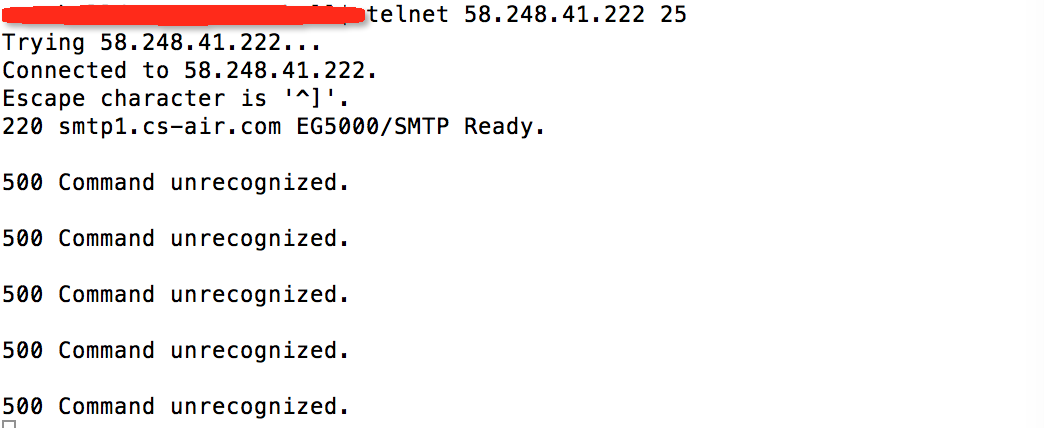 telnet 58.248.41.222 25
Trying 58.248.41.222...
Connected to 58.248.41.222.
Escape character is '^]'.
220 smtp1.cs-air.com EG5000/SMTP Ready.
500 Command unrecognized.
500 Command unrecognized.
500 Command unrecognized.
500 Command unrecognized.
500 Command unrecognized.